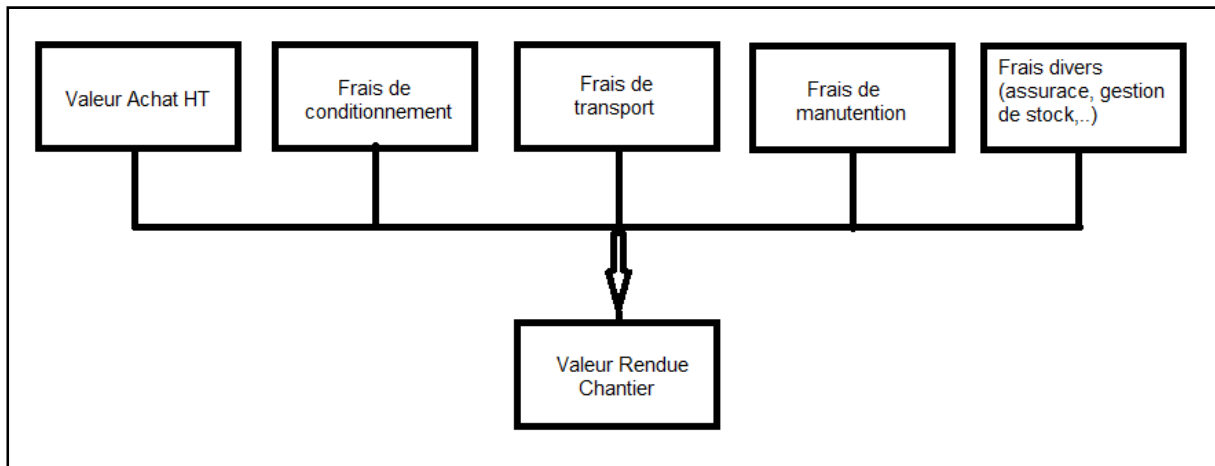 Valeur Achat HT
Frais de
conditionnement
Frais de
transport
Frais de
manutention
Frais divers
(assurace, gestion
de stock,..)
Valeur Rendue
Chantier